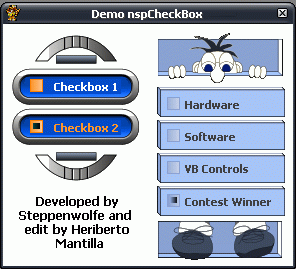 Demo nspCheckBox
Checkbox 1
Checkbox 2
Developed by
Steppenwolfe and
edit by Heriberto
Mantilla
Hardware
Software
VB Controls
Contest Winner